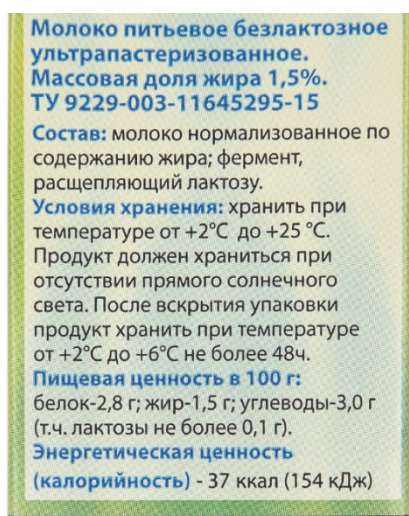 Молоко питьевое безлактозное
ультрапастеризованное.
Массовая доля жира 1,5%.
ТУ 9229-003-11645295-15
Состав: молоко нормализованное по
содержанию жира; фермент,
расщепляющий лактозу.
Условия хранения: хранить при
температуре от +2°С до +25 °С.
Продукт должен храниться при
отсутствии прямого солнечного
света. После вскрытия упаковки
продукт хранить при температуре
от +2°С до +6°С не более 48ч.
Пищевая ценность в 100 г:
белок-2,8 г; жир-1,5 г; углеводы-3,0 г
(т.ч. лактозы не более 0,1 г).
Энергетическая ценность
(калорийность) - 37 ккал (154 кДж)